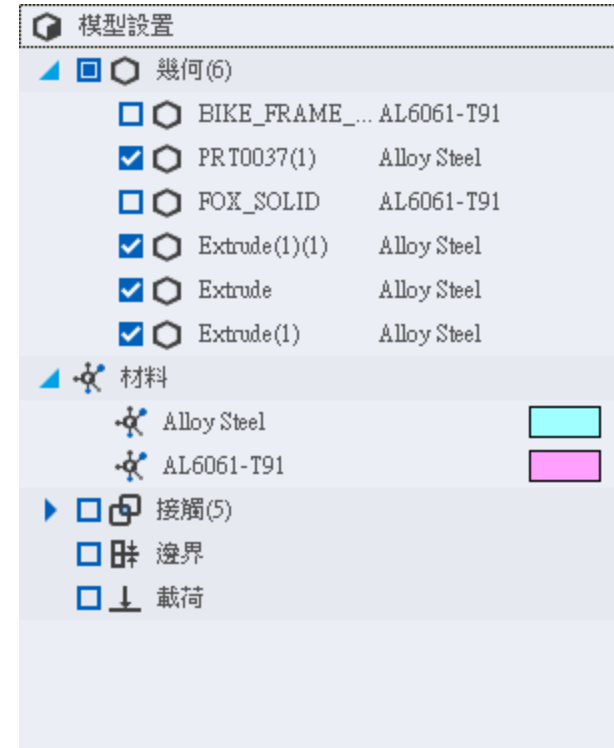 模型設置
幾何(6)
BIKE_FRAME_... AL6061-T91
PRT0037(1) Alloy Steel
FOX_SOLID AL6061-T91
Extrude(1)(1) Alloy Steel
Extrude Alloy Steel
Extrude(1) Alloy Steel
材料
Alloy Steel
AL6061-T91
接觸(5)
邊界
載荷